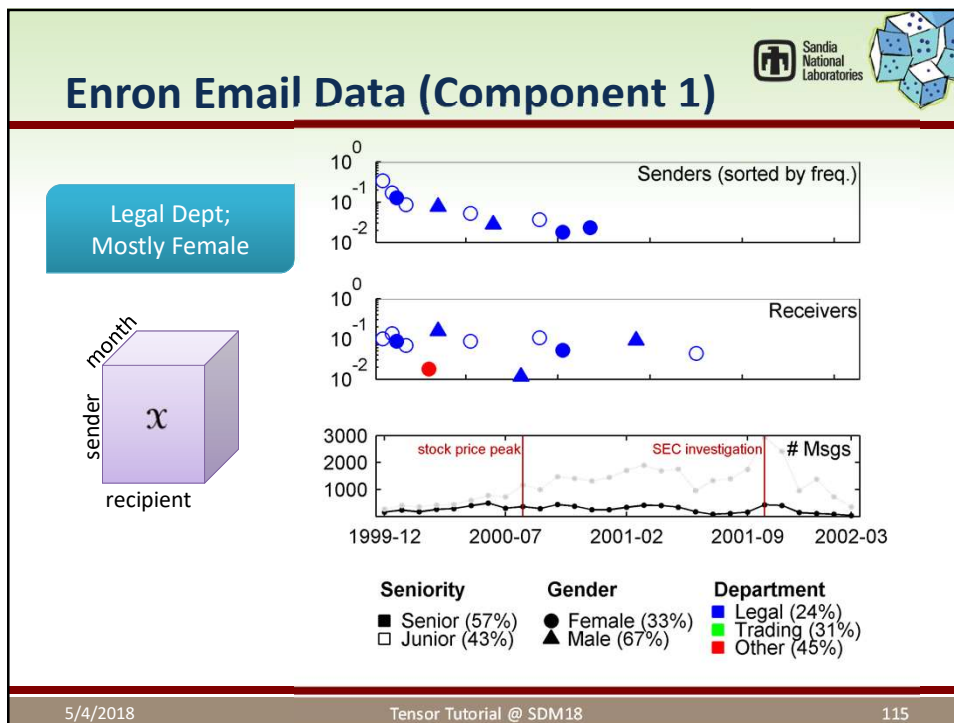 Enron Email Data (Component 1)
Sandia
National
Laboratories
Legal Dept;
Mostly Female
month
sender
x
recipient
10^0
10^-1
10^-2
Senders (sorted by freq.)
10^0
10^-1
10^-2
Receivers
3000
2000
1000
stock price peak
SEC investigation
# Msgs
1999-12 2000-07 2001-02 2001-09 2002-03
Seniority
Senior (57%)
Junior (43%)
Gender
Female (33%)
Male (67%)
Department
Legal (24%)
Trading (31%)
Other (45%)
5/4/2018 Tensor Tutorial @ SDM18 115